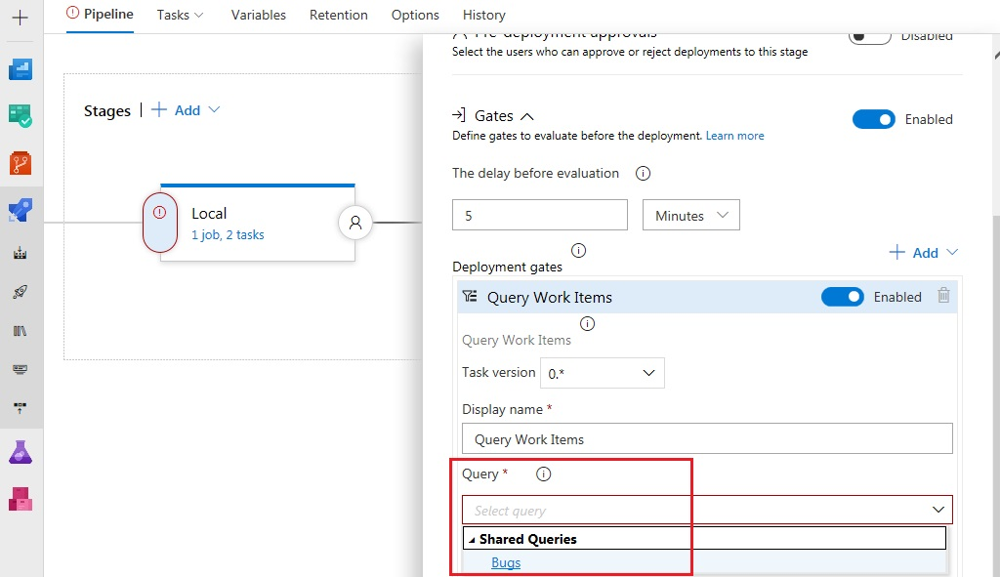 Pipeline Tasks Variables Retention Options History
Pre-deployment approvals
Disabled
Select the users who can approve or reject deployments to this stage
Stages | Add
Gates
Enabled
Define gates to evaluate before the deployment. Learn more
The delay before evaluation
5 Minutes
Local
1 job, 2 tasks
Add
Deployment gates
Query Work Items
Enabled
Query Work Items
Task version 0.*
Display name *
Query Work Items
Query *
Select query
Shared Queries
Bugs